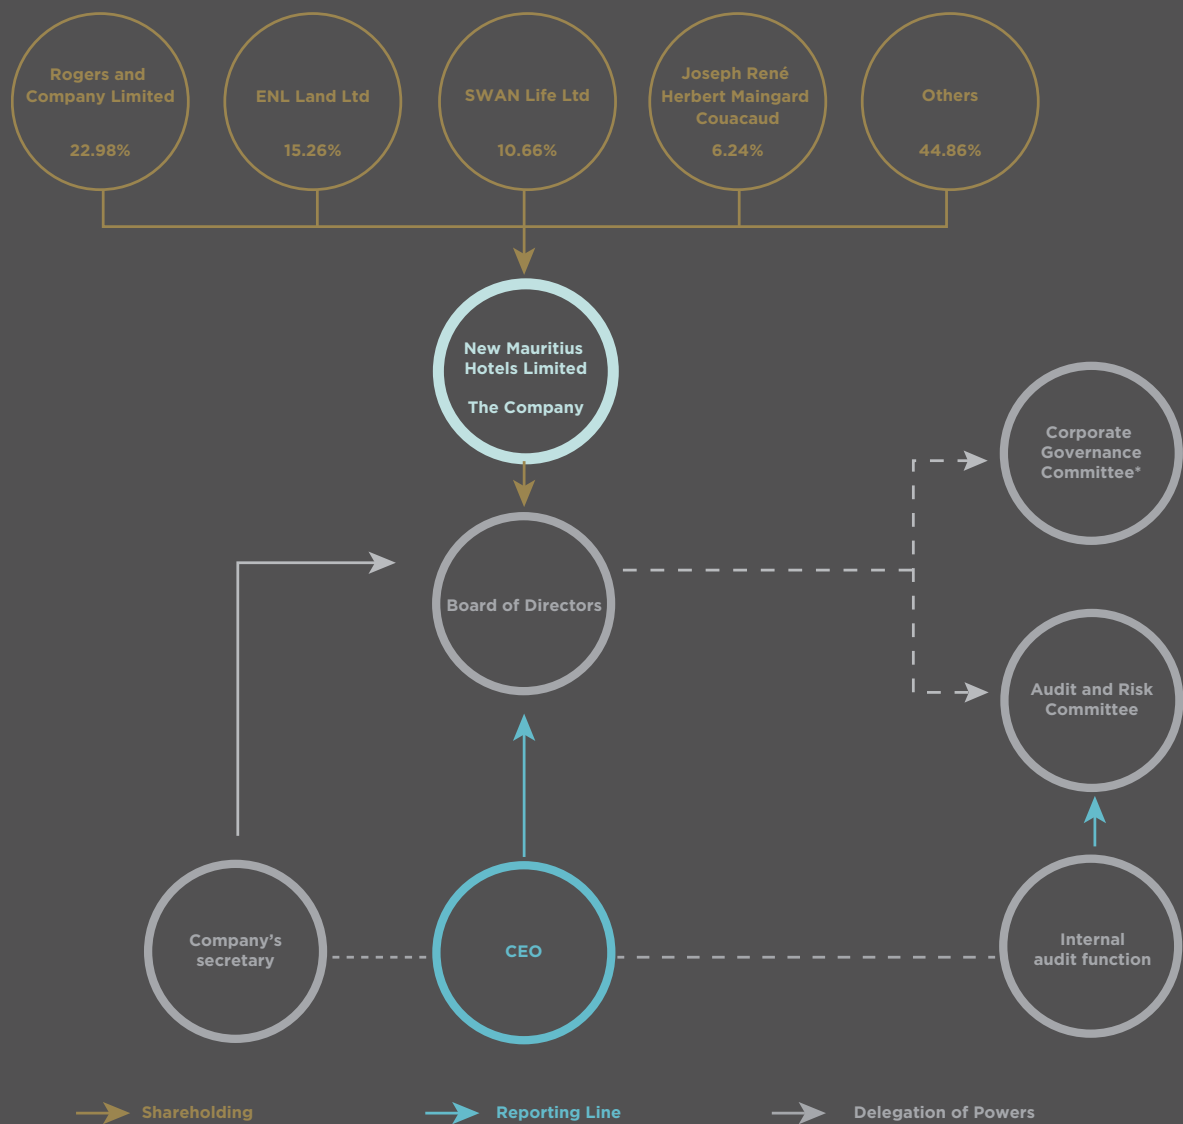 Rogers and
Company Limited
22.98%
ENL Land Ltd
15.26%
SWAN Life Ltd
10.66%
Joseph René
Herbert Maingard
Couacaud
6.24%
Others
44.86%
New Mauritius
Hotels Limited
The Company
Corporate
Governance
Committee*
Board of Directors
Audit and Risk
Committee
Company’s
secretary
CEO
Internal
audit function
Shareholding
Reporting Line
Delegation of Powers